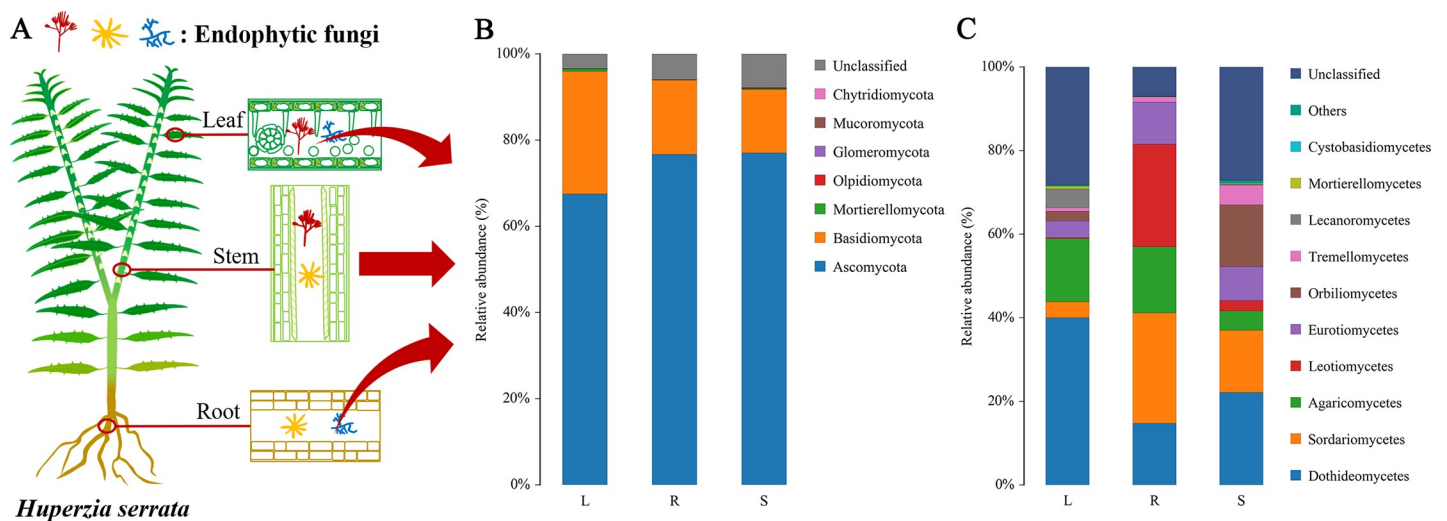 A
: Endophytic fungi
Leaf
Stem
Root
Huperzia serrata
B
Relative abundance (%)
100%
80%
60%
40%
20%
0%
L
R
S
Unclassified
Chytridiomycota
Mucoromycota
Glomeromycota
Olpidiomycota
Mortierellomycota
Basidiomycota
Ascomycota
C
Relative abundance (%)
100%
80%
60%
40%
20%
0%
L
R
S
Unclassified
Others
Cystobasidiomycetes
Mortierellomycetes
Lecanoromycetes
Tremellomycetes
Orbiliomycetes
Eurotiomycetes
Leotiomycetes
Agaricomycetes
Sordariomycetes
Dothideomycetes